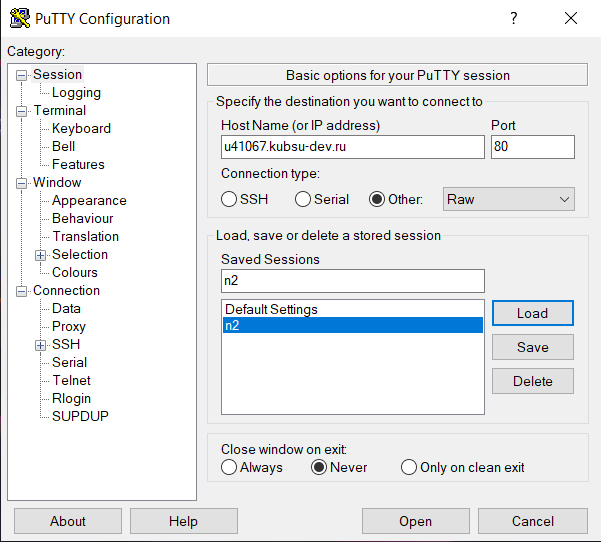 PuTTY Configuration
?
Category:
Session
Logging
Terminal
Keyboard
Bell
Features
Window
Appearance
Behaviour
Translation
Selection
Colours
Connection
Data
Proxy
SSH
Serial
Telnet
Rlogin
SUPDUP
Basic options for your PuTTY session
Specify the destination you want to connect to
Host Name (or IP address) Port
u41067.kubsu-dev.ru 80
Connection type:
SSH Serial Other: Raw
Load, save or delete a stored session
Saved Sessions
n2
Default Settings
n2
Load
Save
Delete
Close window on exit:
Always Never Only on clean exit
About Help Open Cancel